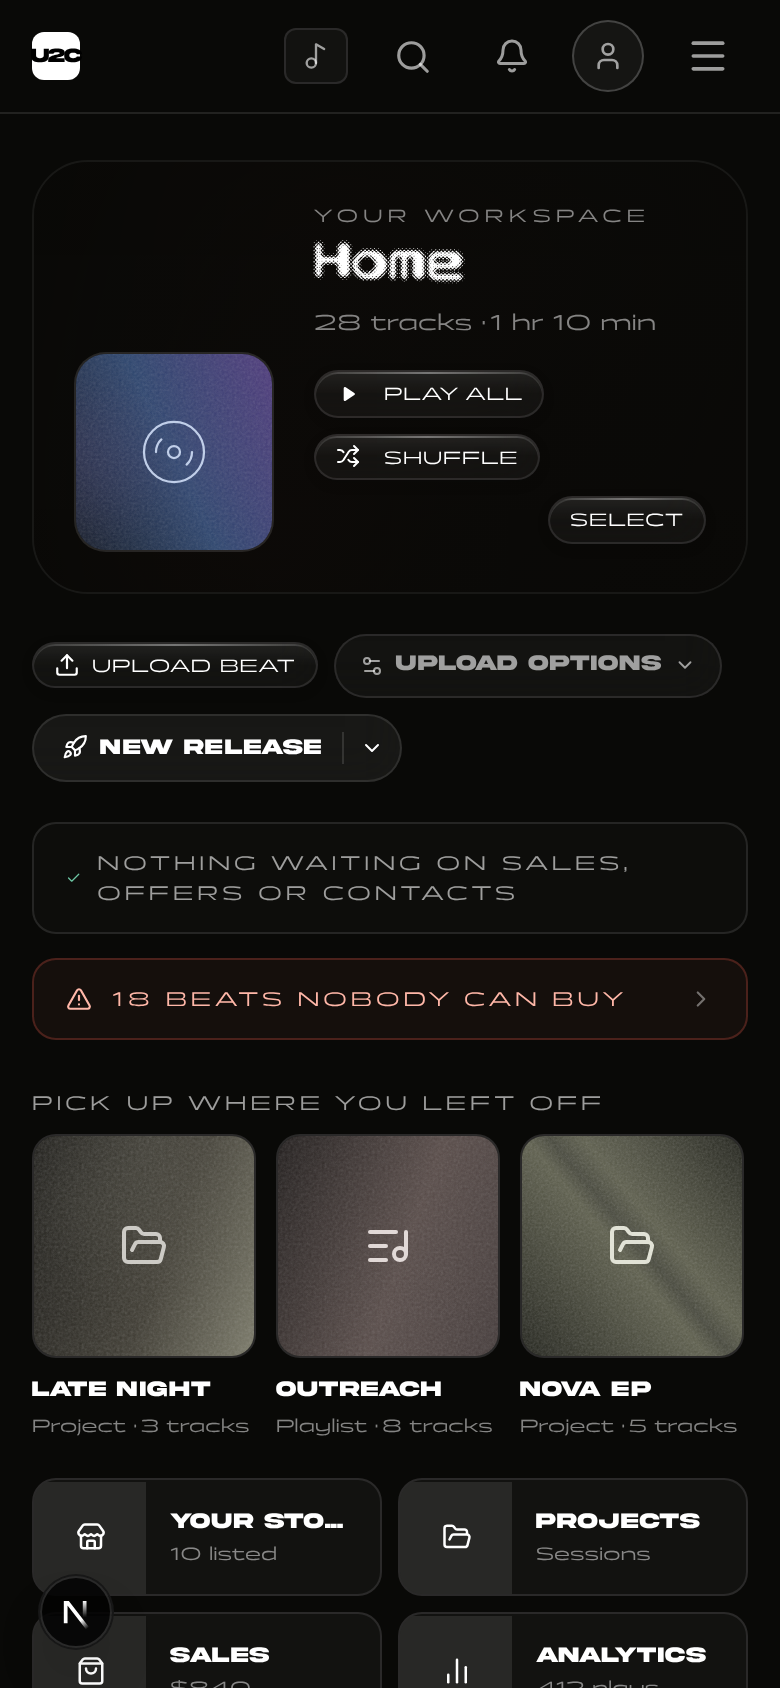 U2C
YOUR WORKSPACE
Home
28 tracks · 1 hr 10 min
PLAY ALL
SHUFFLE
SELECT
UPLOAD BEAT
UPLOAD OPTIONS
NEW RELEASE
NOTHING WAITING ON SALES,
OFFERS OR CONTACTS
18 BEATS NOBODY CAN BUY
PICK UP WHERE YOU LEFT OFF
LATE NIGHT
Project · 3 tracks
OUTREACH
Playlist · 8 tracks
NOVA EP
Project · 5 tracks
YOUR STO...
10 listed
PROJECTS
Sessions
N
SALES
ANALYTICS
plays